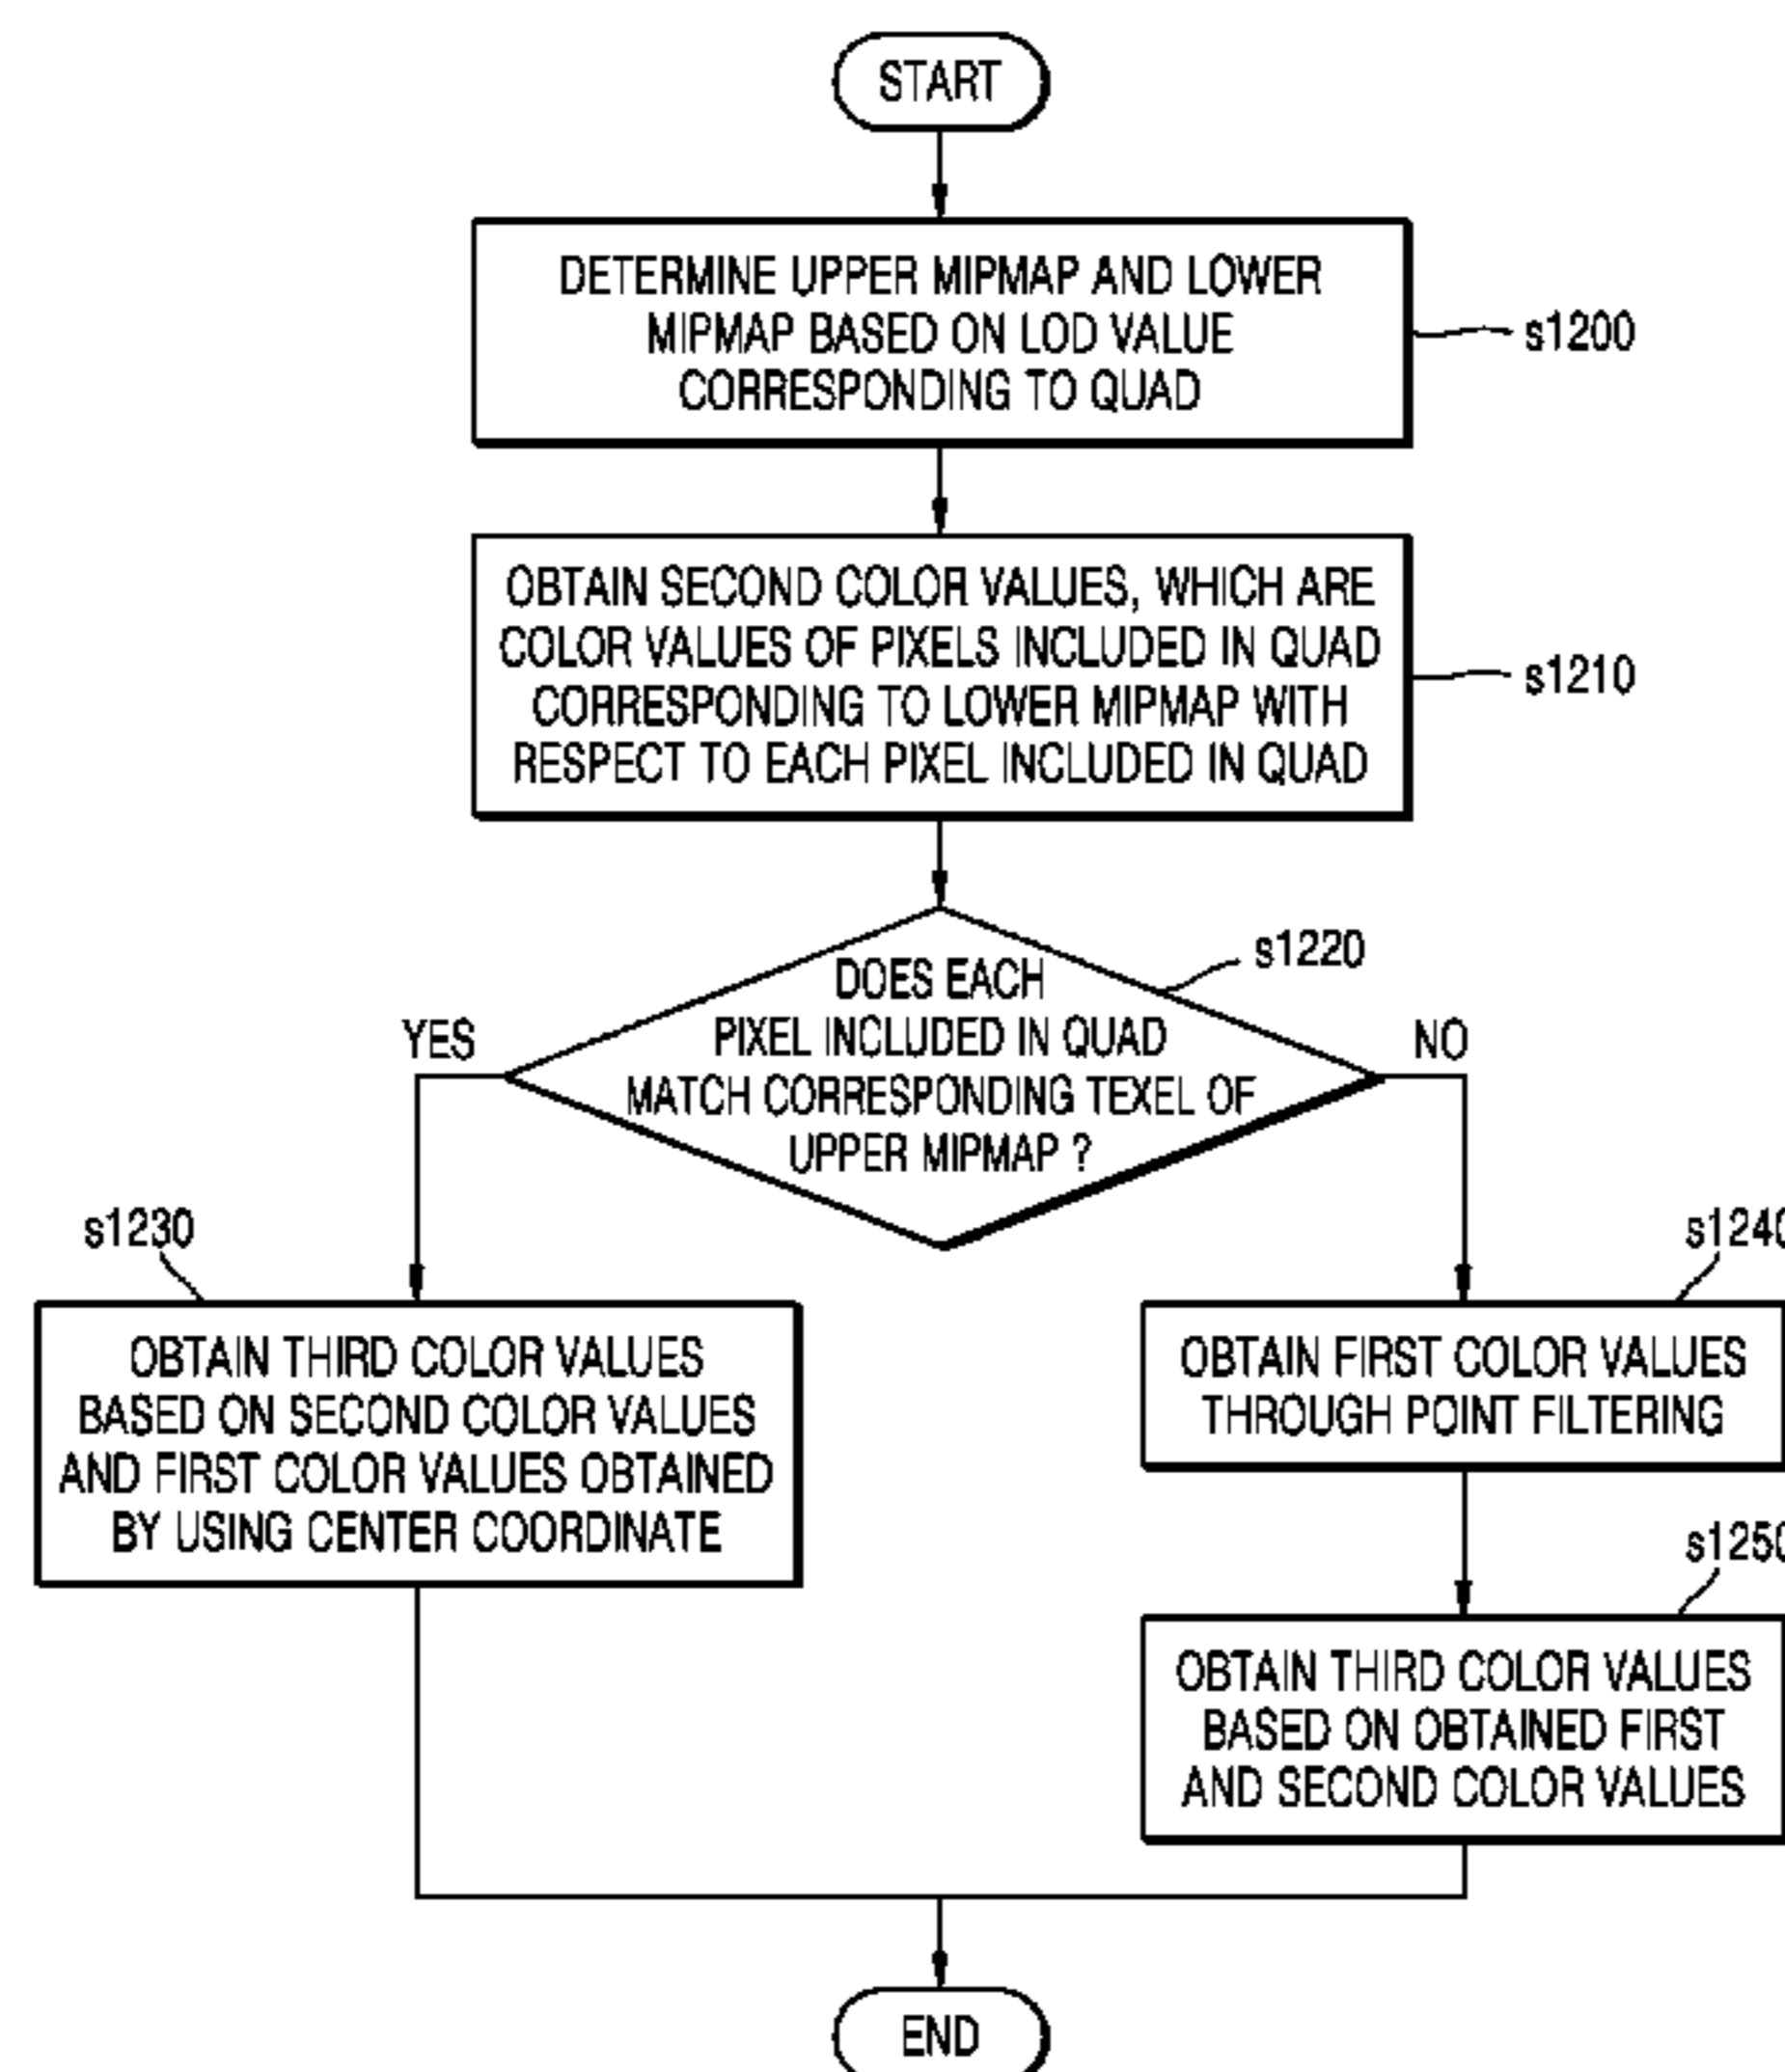 START
DETERMINE UPPER MIPMAP AND LOWER
MIPMAP BASED ON LOD VALUE
CORRESPONDING TO QUAD
s1200
OBTAIN SECOND COLOR VALUES, WHICH ARE
COLOR VALUES OF PIXELS INCLUDED IN QUAD
CORRESPONDING TO LOWER MIPMAP WITH
RESPECT TO EACH PIXEL INCLUDED IN QUAD
s1210
DOES EACH
PIXEL INCLUDED IN QUAD
MATCH CORRESPONDING TEXEL OF
UPPER MIPMAP ?
s1220
YES
NO
s1230
OBTAIN THIRD COLOR VALUES
BASED ON SECOND COLOR VALUES
AND FIRST COLOR VALUES OBTAINED
BY USING CENTER COORDINATE
s1240
OBTAIN FIRST COLOR VALUES
THROUGH POINT FILTERING
s1250
OBTAIN THIRD COLOR VALUES
BASED ON OBTAINED FIRST
AND SECOND COLOR VALUES
END